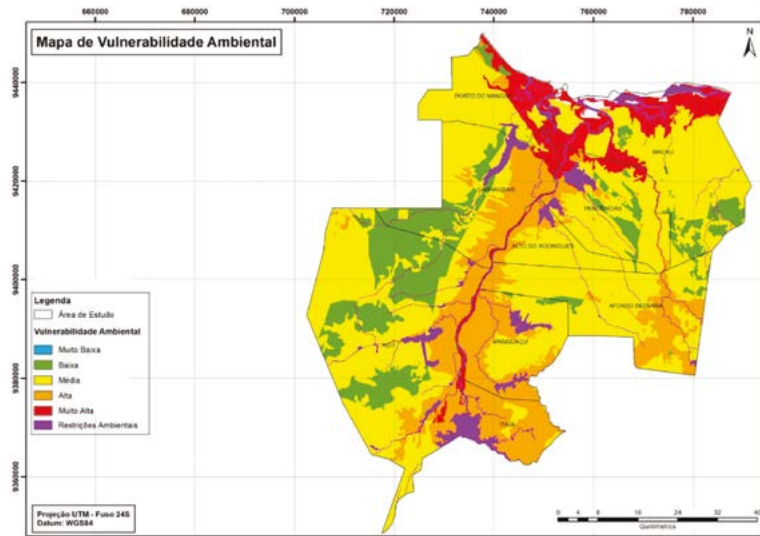 660000 680000 700000 720000 740000 760000 780000
Mapa de Vulnerabilidade Ambiental
N
9440000
9420000
9400000
9380000
9360000
PORTO DO MANGUE
MACAU
CARNAUBAIS
PENDÊNCIAS
ALTO DO RODRIGUES
AFONSO BEZERRA
AÇU
IPANGUAÇU
ITAJÁ
Legenda
Área de Estudo
Vulnerabilidade Ambiental
Muito Baixa
Baixa
Média
Alta
Muito Alta
Restrições Ambientais
Projeção UTM - Fuso 24S
Datum: WGS84
0 2 4 8 16 24 32 40
Quilômetros